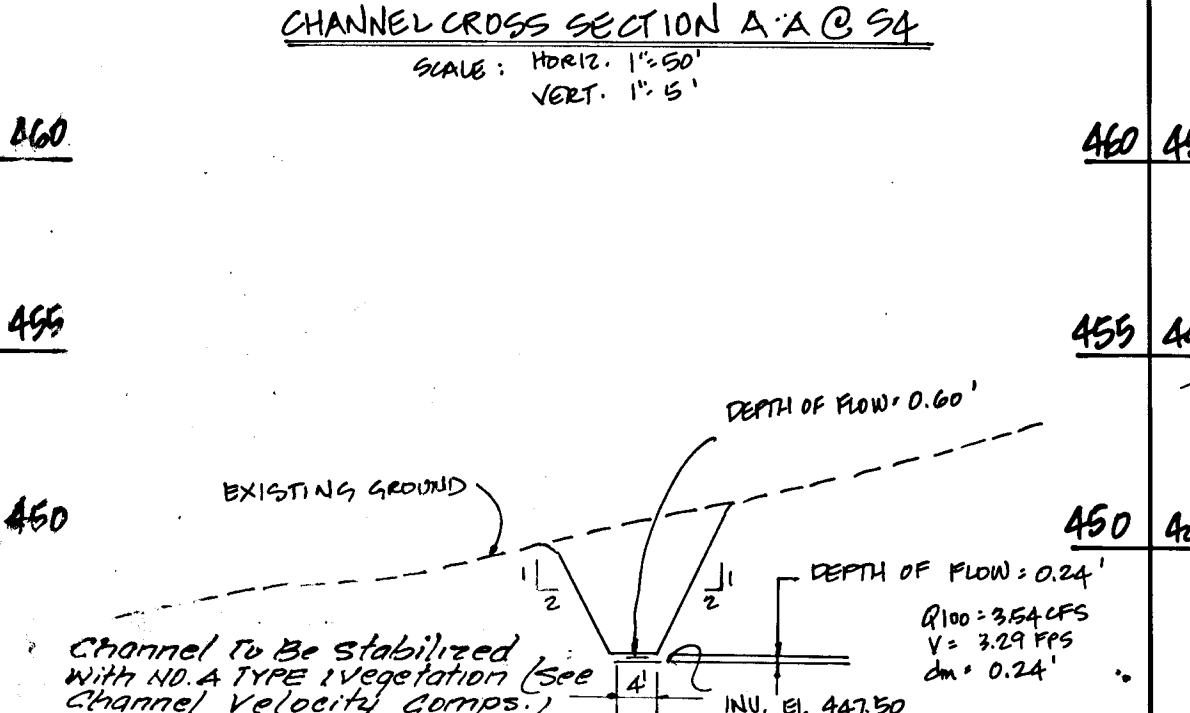 CHANNEL CROSS SECTION A-A @ S4
SCALE: HORIZ. 1"=50'
VERT. 1"=5'
460
460
455
455
DEPTH OF FLOW = 0.60'
EXISTING GROUND
450
450
1
2
1
2
DEPTH OF FLOW = 0.24'
Q100 = 3.54 CFS
V = 3.29 FPS
dm = 0.24'
Channel To Be Stabilized
With NO. A TYPE 1 Vegetation (See
Channel Velocity Comps.)
4'
INV. El. 447.50